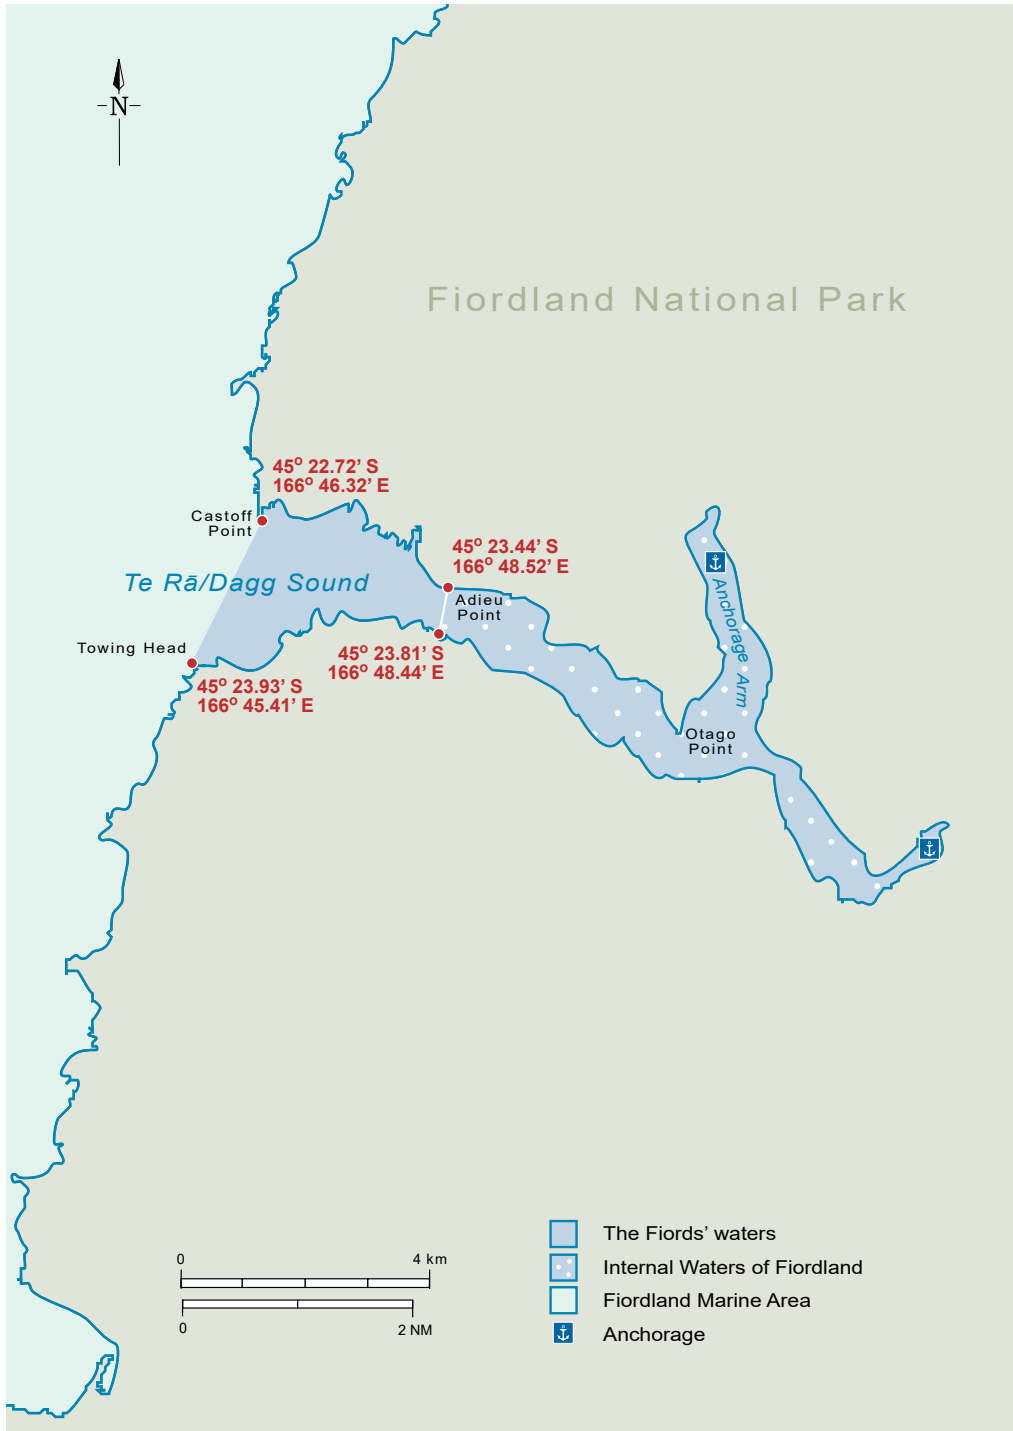 N
Fiordland National Park
45° 22.72’ S
166° 46.32’ E
Castoff
Point
45° 23.44’ S
166° 48.52’ E
Te Rā/Dagg Sound
Anchorage Arm
Adieu
Point
Towing Head
45° 23.81’ S
166° 48.44’ E
45° 23.93’ S
166° 45.41’ E
Otago
Point
0 4 km
0 2 NM
The Fiords’ waters
Internal Waters of Fiordland
Fiordland Marine Area
Anchorage